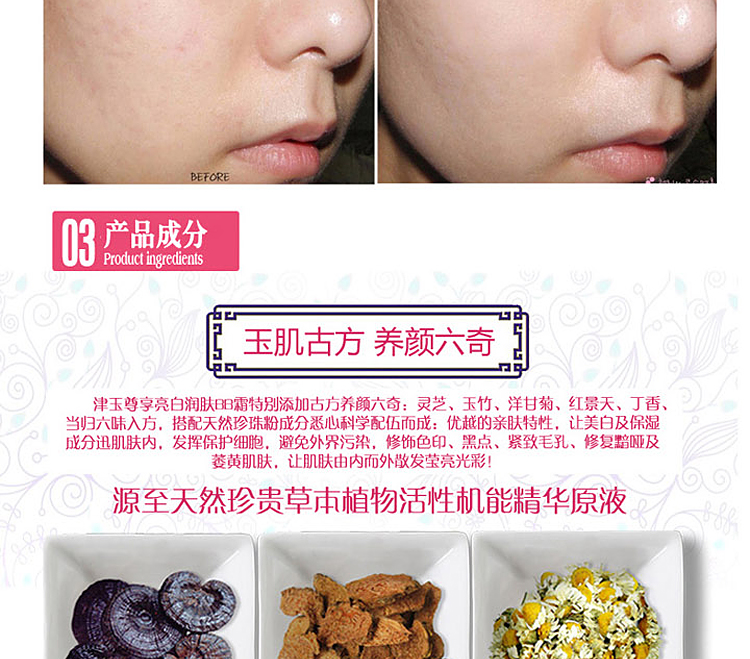 BEFORE
03 产品成分
Product ingredients
玉肌古方 养颜六奇
津玉尊享亮白润肤BB霜特别添加古方养颜六奇：灵芝、玉竹、洋甘菊、红景天、丁香、
当归六味入方，搭配天然珍珠粉成分悉心科学配伍而成；优越的亲肤特性，让美白及保湿
成分迅肌肤内，发挥保护细胞，避免外界污染，修饰色印、黑点、紧致毛孔、修复黯哑及
萎黄肌肤，让肌肤由内而外散发莹亮光彩！
源至天然珍贵草本植物活性机能精华原液